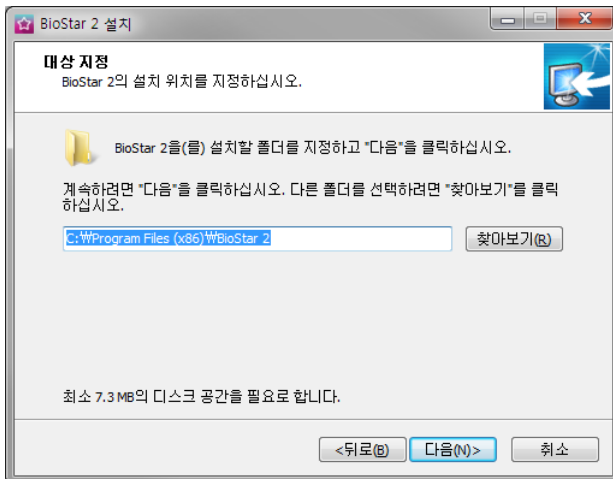 BioStar 2 설치
대상 지정
BioStar 2의 설치 위치를 지정하십시오.
BioStar 2을(를) 설치할 폴더를 지정하고 "다음"을 클릭하십시오.
계속하려면 "다음"을 클릭하십시오. 다른 폴더를 선택하려면 "찾아보기"를 클릭
하십시오.
C:₩Program Files (x86)₩BioStar 2
찾아보기(R)
최소 7.3 MB의 디스크 공간을 필요로 합니다.
<뒤로(B) 다음(N)> 취소